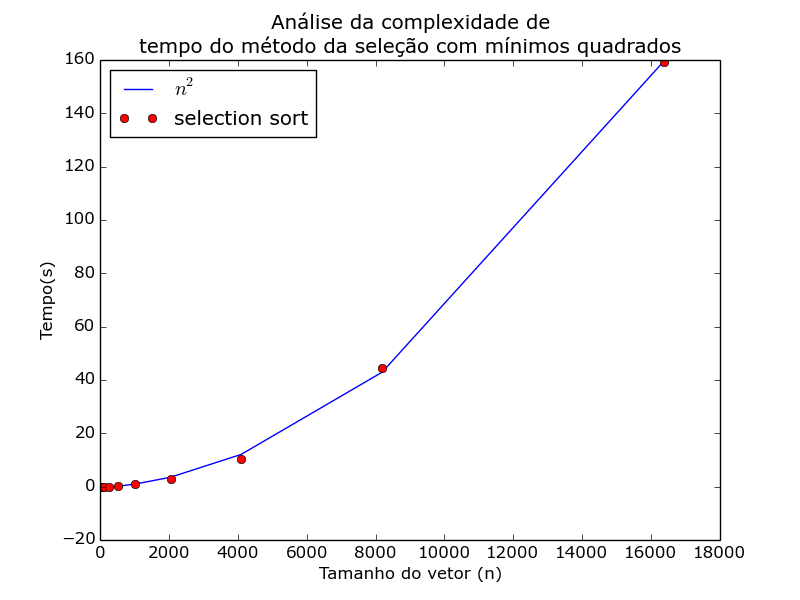 Análise da complexidade de
tempo do método da seleção com mínimos quadrados
n²
selection sort
160
140
120
100
80
60
40
20
0
−20
Tempo(s)
0 2000 4000 6000 8000 10000 12000 14000 16000 18000
Tamanho do vetor (n)